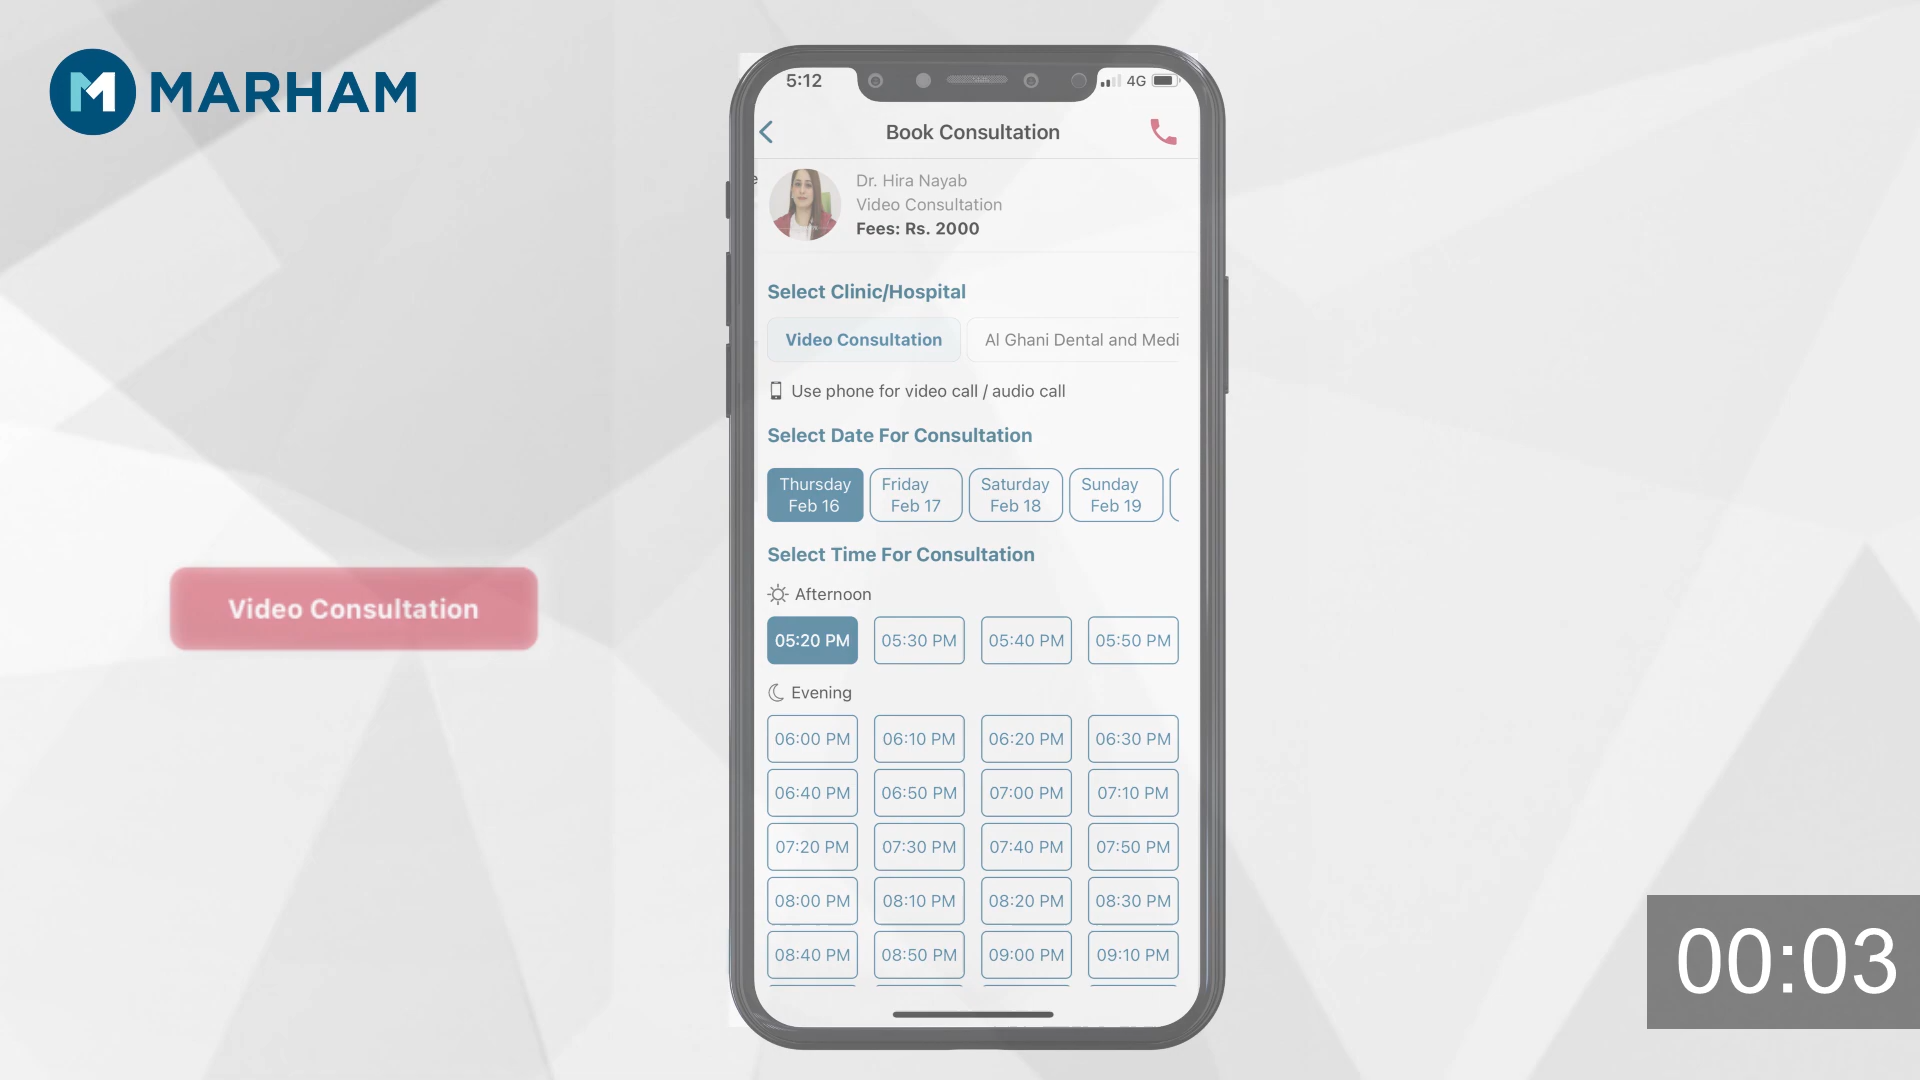 MARHAM
5:12
4G
Book Consultation
Dr. Hira Nayab
Video Consultation
Fees: Rs. 2000
Select Clinic/Hospital
Video Consultation
Al Ghani Dental and Medi
Use phone for video call / audio call
Select Date For Consultation
Thursday
Feb 16
Friday
Feb 17
Saturday
Feb 18
Sunday
Feb 19
Select Time For Consultation
Afternoon
05:20 PM 05:30 PM 05:40 PM 05:50 PM
Evening
06:00 PM 06:10 PM 06:20 PM 06:30 PM
06:40 PM 06:50 PM 07:00 PM 07:10 PM
07:20 PM 07:30 PM 07:40 PM 07:50 PM
08:00 PM 08:10 PM 08:20 PM 08:30 PM
08:40 PM 08:50 PM 09:00 PM 09:10 PM
Video Consultation
00:03